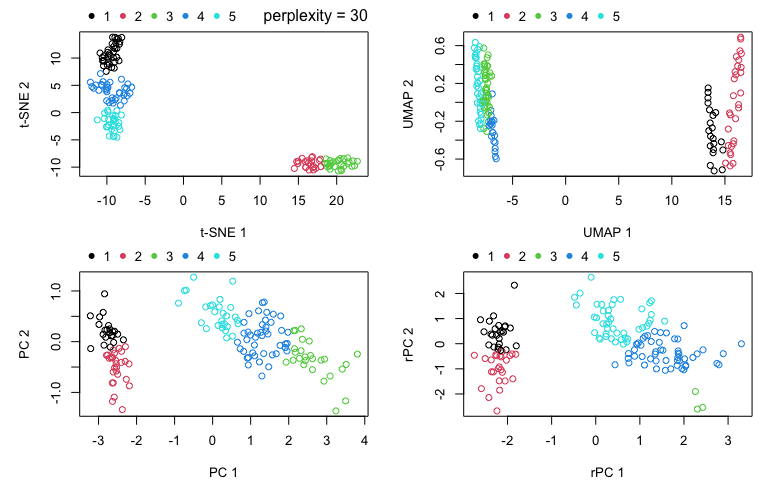 1 2 3 4 5 perplexity = 30
t-SNE 2
10
5
0
-5
-10
-10 -5 0 5 10 15 20
t-SNE 1
1 2 3 4 5
UMAP 2
0.6
0.2
-0.2
-0.6
-5 0 5 10 15
UMAP 1
1 2 3 4 5
PC 2
1.0
0.0
-1.0
-3 -2 -1 0 1 2 3 4
PC 1
1 2 3 4 5
rPC 2
2
1
0
-1
-2
-2 -1 0 1 2 3
rPC 1